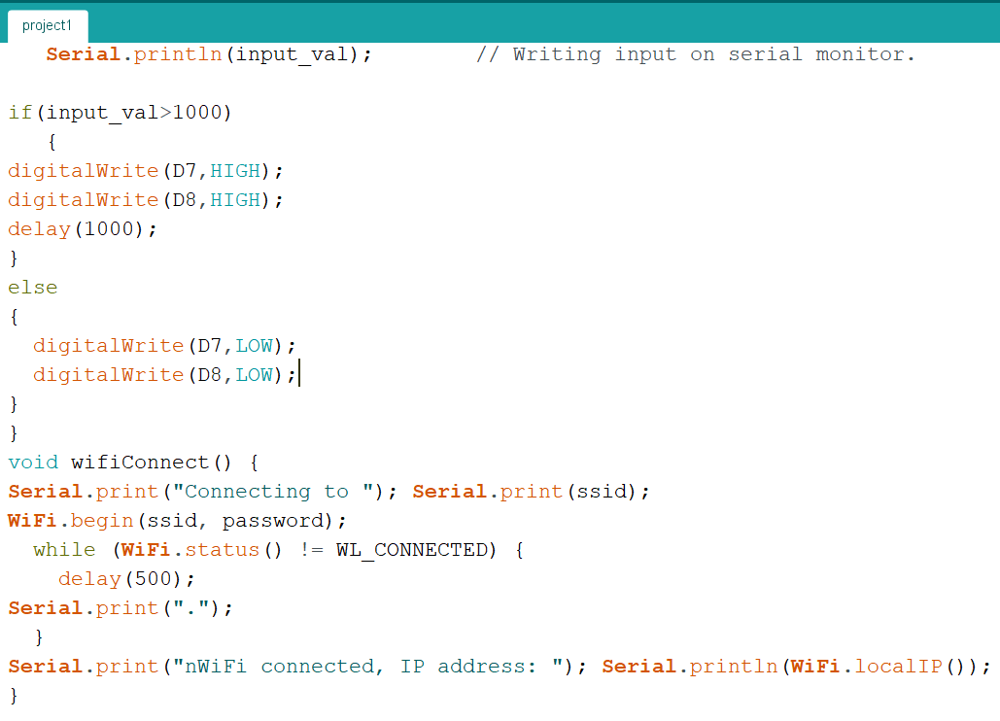 project1
Serial.println(input_val);        // Writing input on serial monitor.
if(input_val>1000)
{
digitalWrite(D7,HIGH);
digitalWrite(D8,HIGH);
delay(1000);
}
else
{
digitalWrite(D7,LOW);
digitalWrite(D8,LOW);
}
}
void wifiConnect() {
Serial.print("Connecting to "); Serial.print(ssid);
WiFi.begin(ssid, password);
while (WiFi.status() != WL_CONNECTED) {
delay(500);
Serial.print(".");
}
Serial.print("nWiFi connected, IP address: "); Serial.println(WiFi.localIP());
}